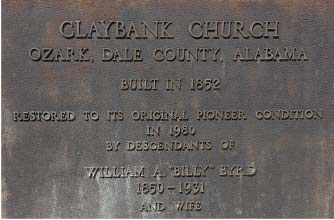 CLAYBANK CHURCH
OZARK, DALE COUNTY, ALABAMA
BUILT IN 1852
RESTORED TO ITS ORIGINAL PIONEER CONDITION
IN 1980
BY DESCENDANTS OF
WILLIAM A. "BILLY" BYRD
1850 - 1931
AND WIFE